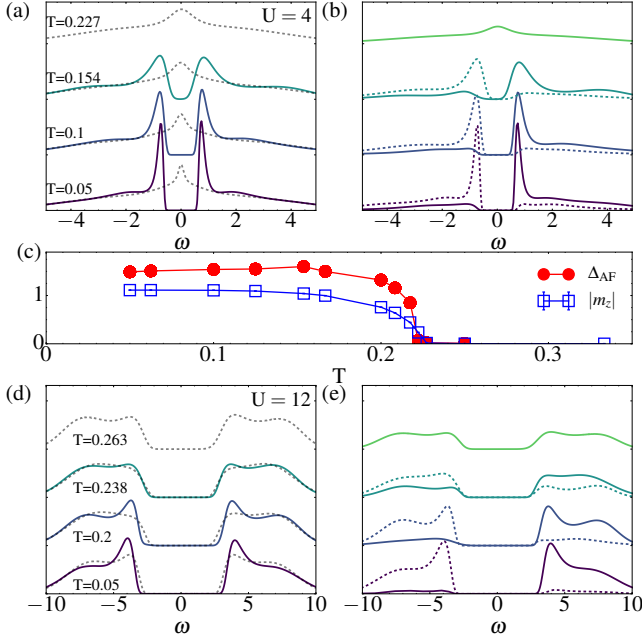 (a) U = 4 (b)
T=0.227
T=0.154
T=0.1
T=0.05
−4 −2 0 2 4
ω
−4 −2 0 2 4
ω
(c)
1
0
Δ_AF
|m_z|
0 0.1 0.2 0.3
T
(d) U = 12 (e)
T=0.263
T=0.238
T=0.2
T=0.05
−10 −5 0 5 10
ω
−10 −5 0 5 10
ω